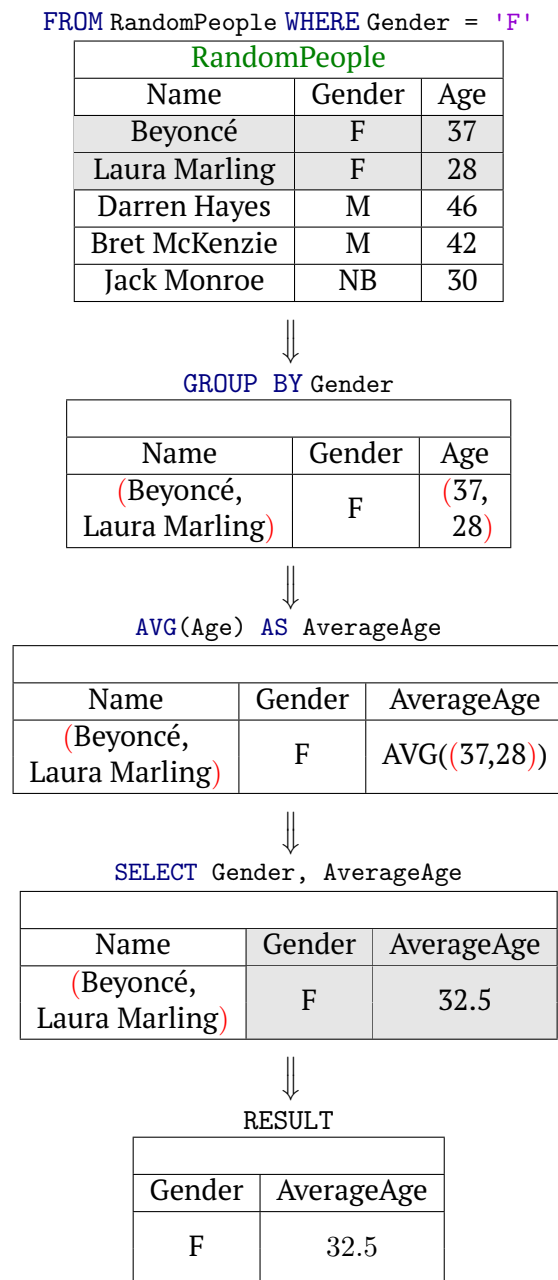 FROM RandomPeople WHERE Gender = 'F'
RandomPeople
Name Gender Age
Beyoncé F 37
Laura Marling F 28
Darren Hayes M 46
Bret McKenzie M 42
Jack Monroe NB 30
⇓
GROUP BY Gender
Name Gender Age
(Beyoncé, Laura Marling) F (37, 28)
⇓
AVG(Age) AS AverageAge
Name Gender AverageAge
(Beyoncé, Laura Marling) F AVG((37,28))
⇓
SELECT Gender, AverageAge
Name Gender AverageAge
(Beyoncé, Laura Marling) F 32.5
⇓
RESULT
Gender AverageAge
F 32.5